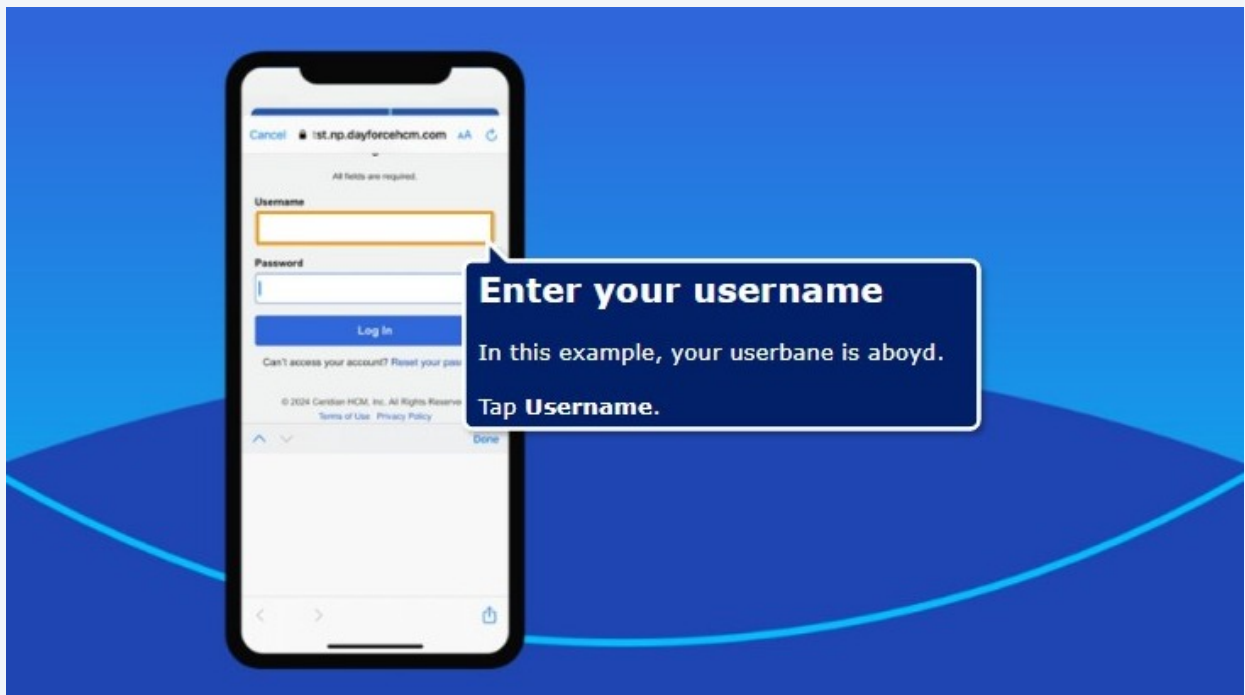 Cancel tst.np.dayforcehcm.com AA
All fields are required.
Username
Password
Log In
Can't access your account? Reset your
© 2024 Ceridian HCM, Inc. All Rights
Terms of Use Privacy Policy
Done
Enter your username
In this example, your userbane is aboyd.
Tap Username.